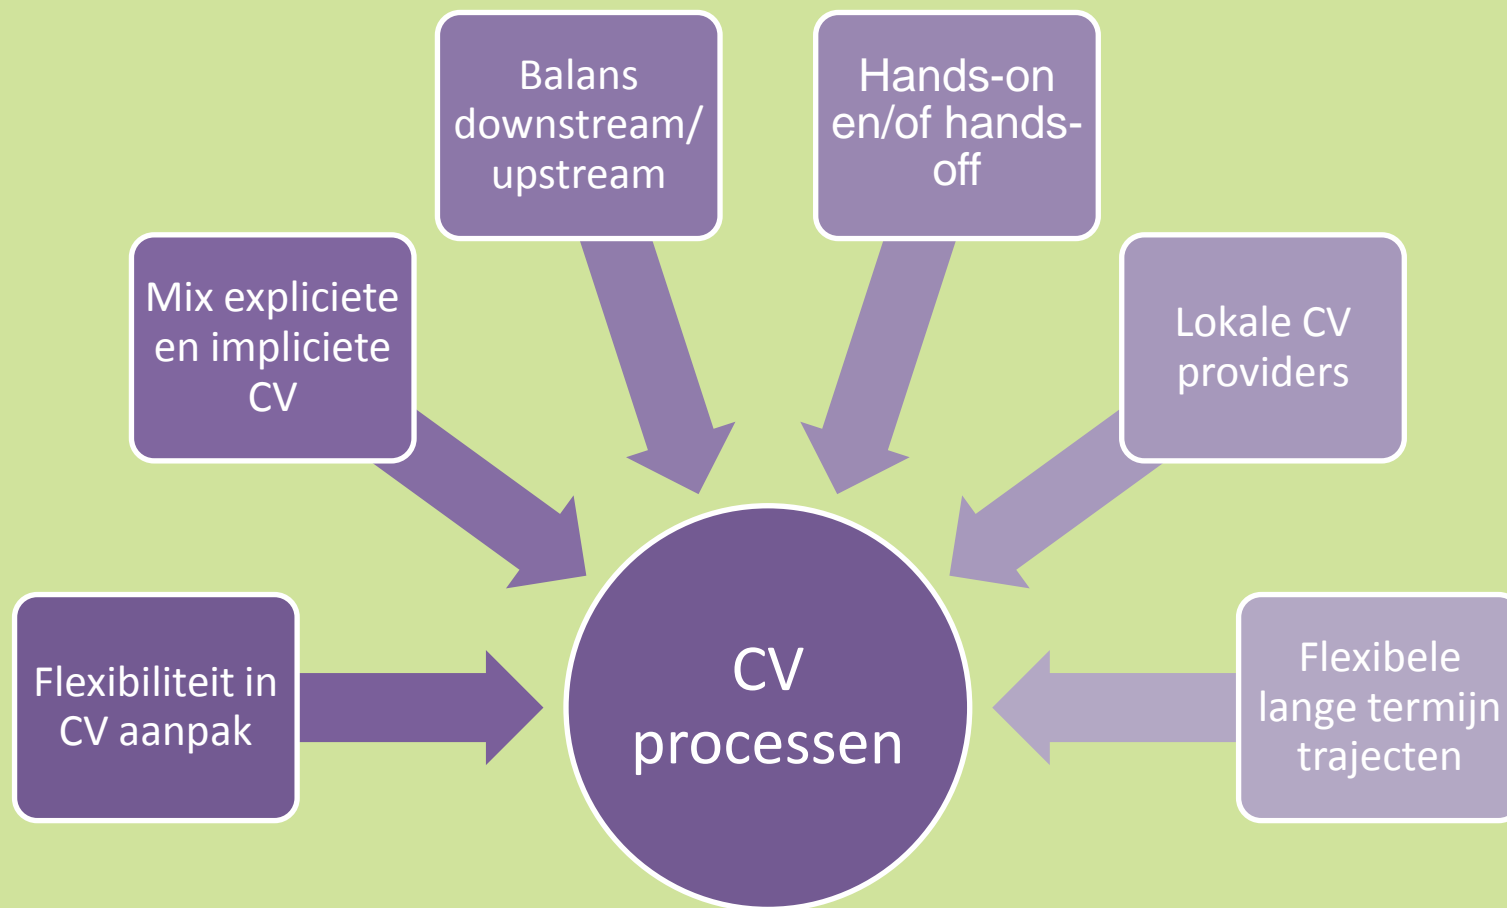 Balans
downstream/
upstream
Hands-on
en/of hands-
off
Mix expliciete
en impliciete
CV
Lokale CV
providers
Flexibiliteit in
CV aanpak
CV
processen
Flexibele
lange termijn
trajecten